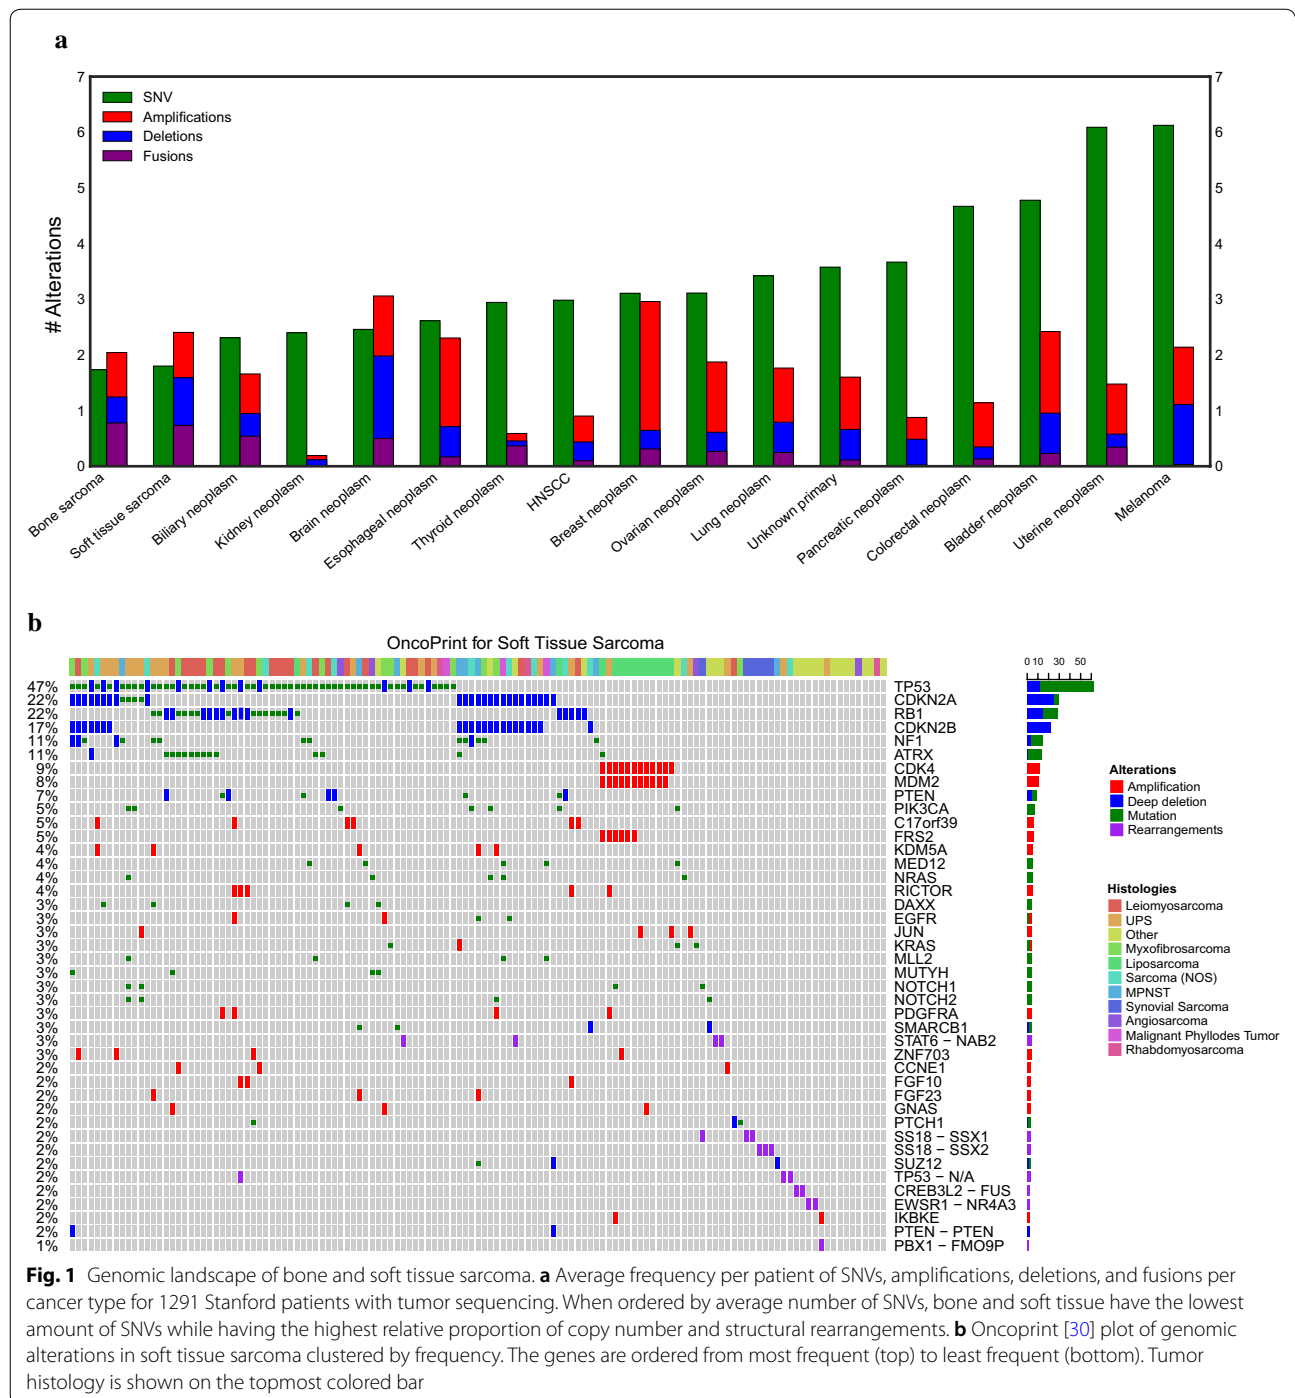 a
7
6
5
4
3
2
1
0
# Alterations
7
6
5
4
3
2
1
0
SNV
Amplifications
Deletions
Fusions
Bone sarcoma
Soft tissue sarcoma
Biliary neoplasm
Kidney neoplasm
Brain neoplasm
Esophageal neoplasm
Thyroid neoplasm
HNSCC
Breast neoplasm
Ovarian neoplasm
Lung neoplasm
Unknown primary
Pancreatic neoplasm
Colorectal neoplasm
Bladder neoplasm
Uterine neoplasm
Melanoma
b
OncoPrint for Soft Tissue Sarcoma
0 10 30 50
47% TP53
22% CDKN2A
22% RB1
17% CDKN2B
11% NF1
11% ATRX
9% CDK4
8% MDM2
7% PTEN
5% PIK3CA
5% C17orf39
5% FRS2
4% KDM5A
4% MED12
4% NRAS
4% RICTOR
3% DAXX
3% EGFR
3% JUN
3% KRAS
3% MLL2
3% MUTYH
3% NOTCH1
3% NOTCH2
3% PDGFRA
3% SMARCB1
3% STAT6 − NAB2
3% ZNF703
2% CCNE1
2% FGF10
2% FGF23
2% GNAS
2% PTCH1
2% SS18 − SSX1
2% SS18 − SSX2
2% SUZ12
2% TP53 − N/A
2% CREB3L2 − FUS
2% EWSR1 − NR4A3
2% IKBKE
2% PTEN − PTEN
1% PBX1 − FMO9P
Alterations
Amplification
Deep deletion
Mutation
Rearrangements
Histologies
Leiomyosarcoma
UPS
Other
Myxofibrosarcoma
Liposarcoma
Sarcoma (NOS)
MPNST
Synovial Sarcoma
Angiosarcoma
Malignant Phyllodes Tumor
Rhabdomyosarcoma
Fig. 1 Genomic landscape of bone and soft tissue sarcoma. a Average frequency per patient of SNVs, amplifications, deletions, and fusions per
cancer type for 1291 Stanford patients with tumor sequencing. When ordered by average number of SNVs, bone and soft tissue have the lowest
amount of SNVs while having the highest relative proportion of copy number and structural rearrangements. b Oncoprint [30] plot of genomic
alterations in soft tissue sarcoma clustered by frequency. The genes are ordered from most frequent (top) to least frequent (bottom). Tumor
histology is shown on the topmost colored bar